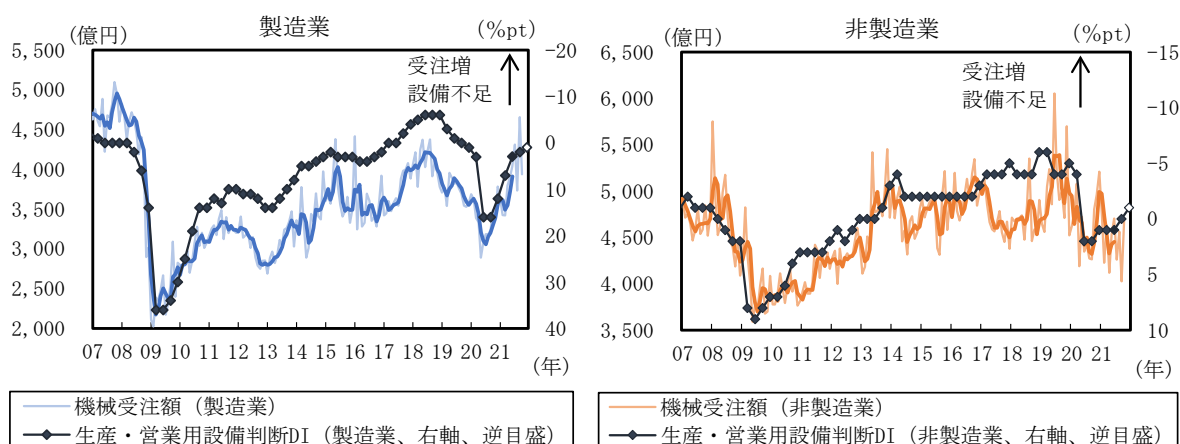 製造業
(億円)
(%pt)
5,500
5,000
4,500
4,000
3,500
3,000
2,500
2,000
-20
-10
0
10
20
30
40
受注増
設備不足
07 08 09 10 11 12 13 14 15 16 17 18 19 20 21
(年)
機械受注額（製造業）
生産・営業用設備判断DI（製造業、右軸、逆目盛）
非製造業
(億円)
(%pt)
6,500
6,000
5,500
5,000
4,500
4,000
3,500
-15
-10
-5
0
5
10
受注増
設備不足
07 08 09 10 11 12 13 14 15 16 17 18 19 20 21
(年)
機械受注額（非製造業）
生産・営業用設備判断DI（非製造業、右軸、逆目盛）